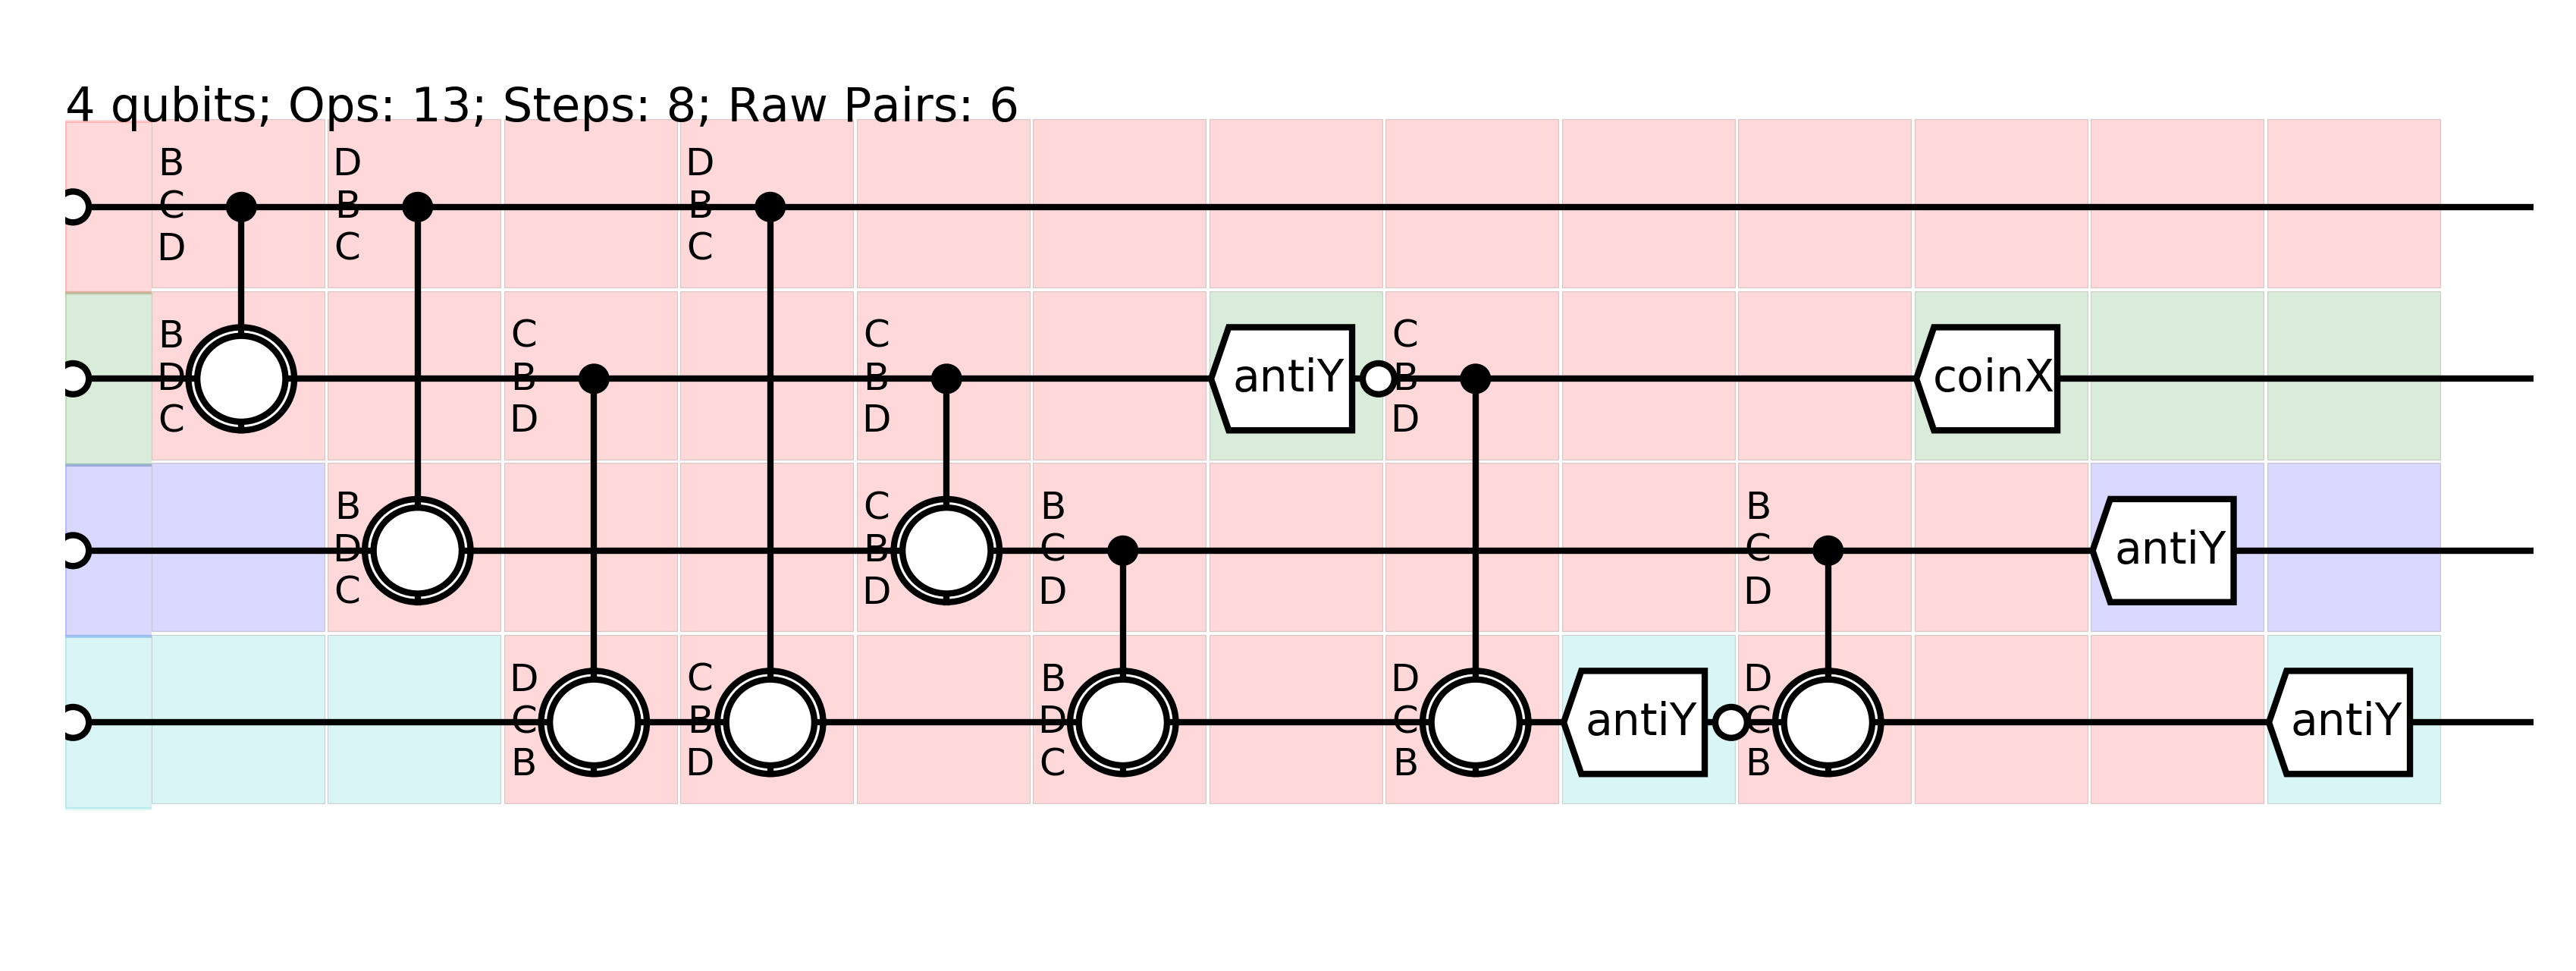 4 qubits; Ops: 13; Steps: 8; Raw Pairs: 6
B D D
C B B
D C C
B C C C
D B B antiY B coinX
C D D D
B C B B
D B C C antiY
C D D D
D C B D D
C B D C antiY C antiY
B D C B B